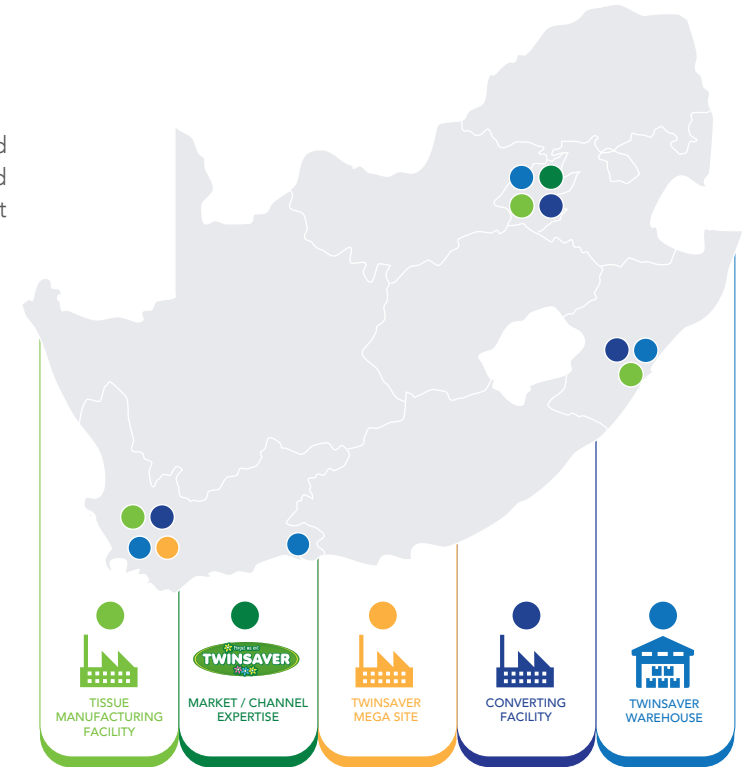 d
d
t
TISSUE
MANUFACTURING
FACILITY
TWINSAVER
MARKET / CHANNEL
EXPERTISE
TWINSAVER
MEGA SITE
CONVERTING
FACILITY
TWINSAVER
WAREHOUSE